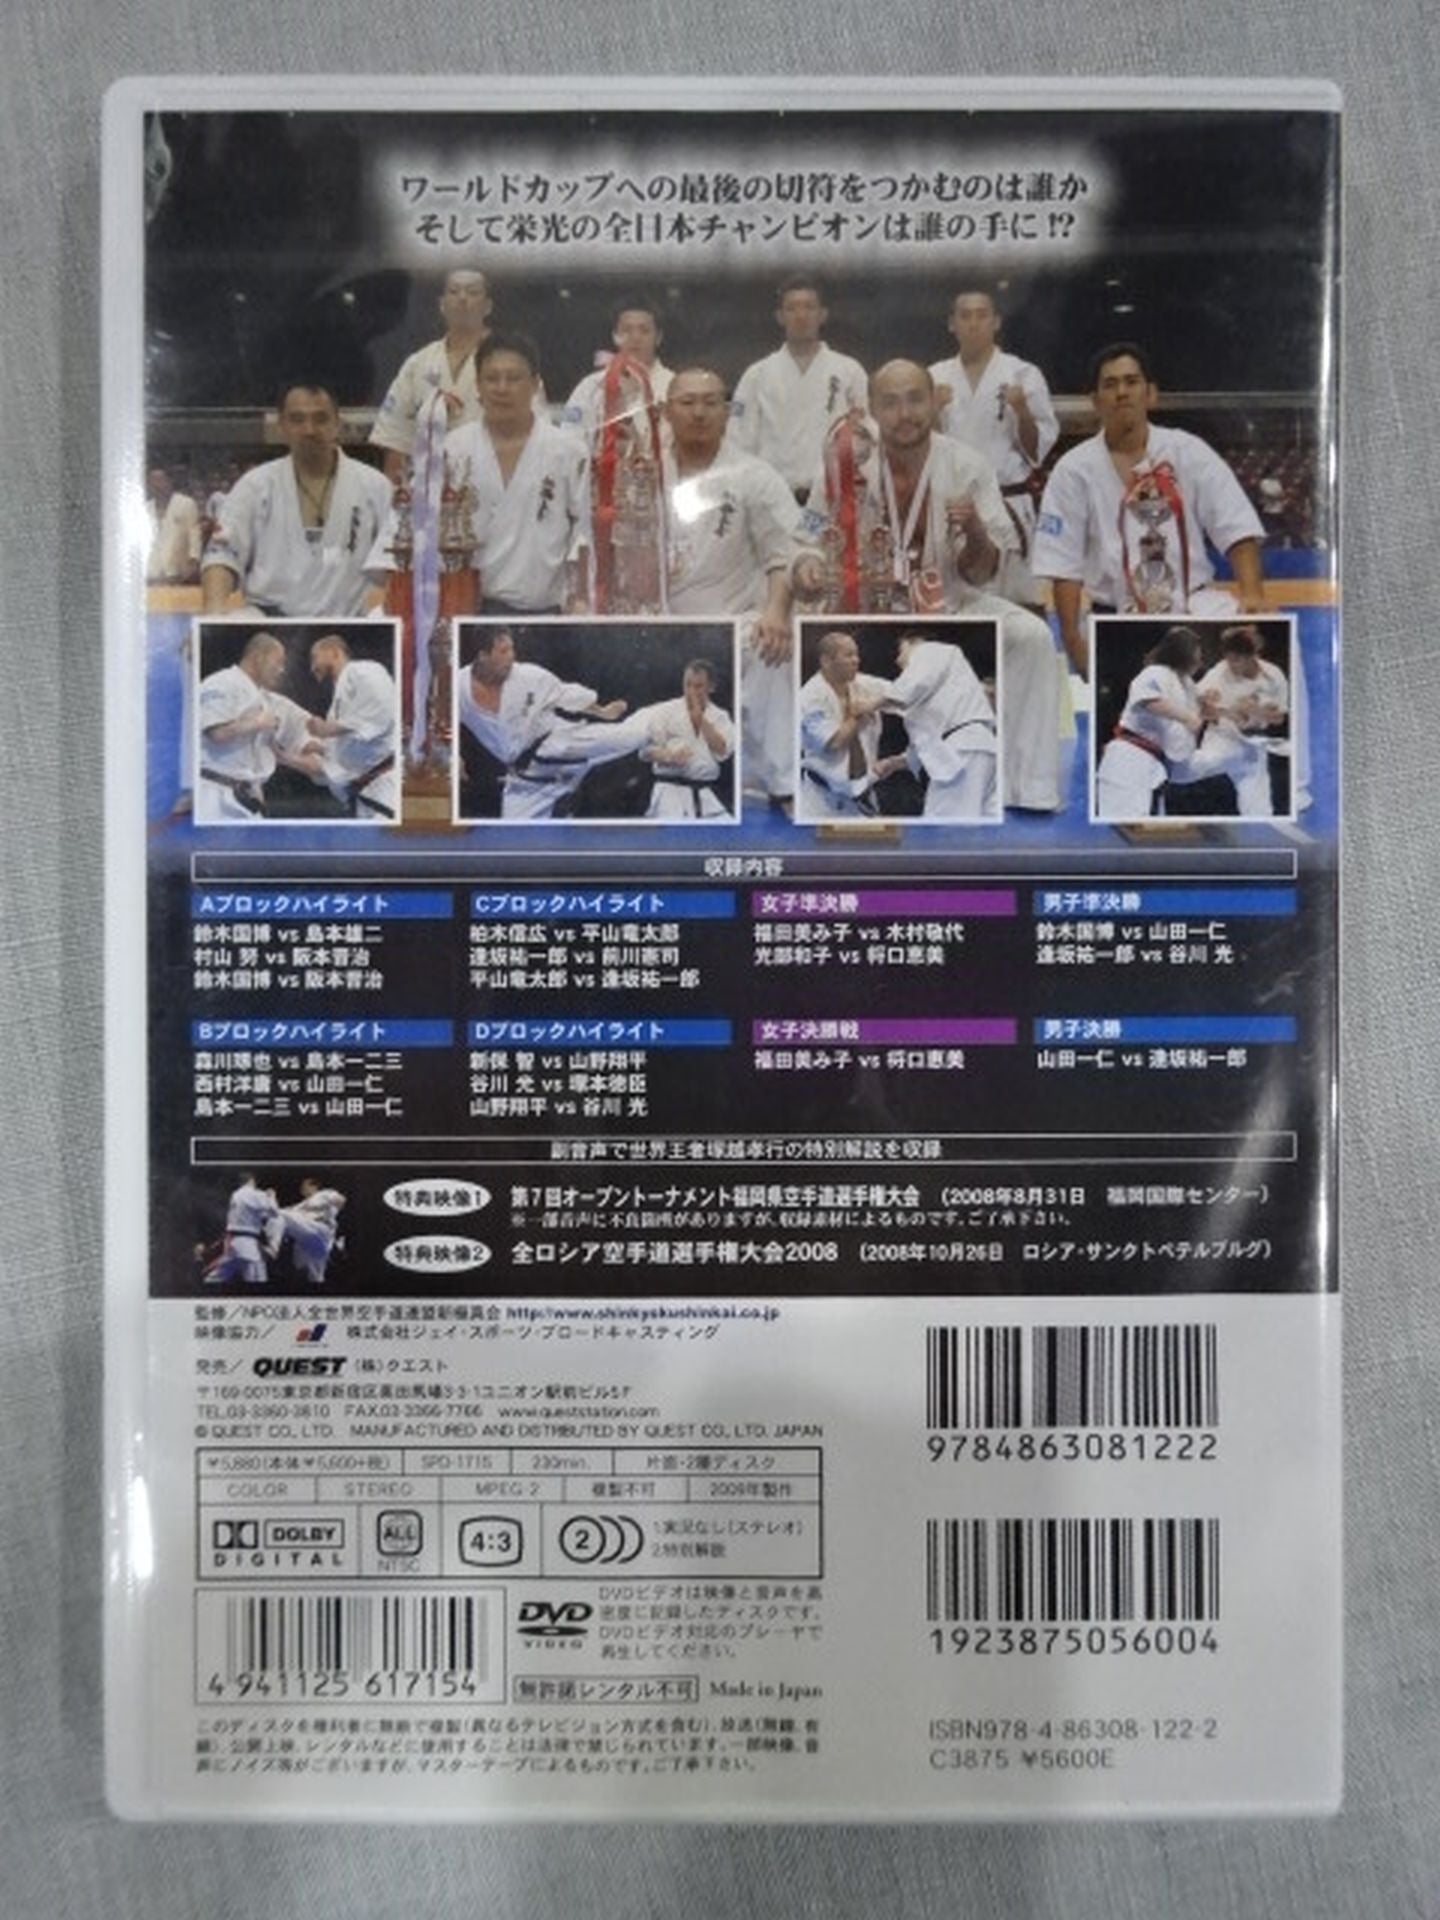 ワールドカップへの最後の切符をつかむのは誰か
そして栄光の全日本チャンピオンは誰の手に!?
収録内容
Aブロックハイライト
鈴木国博 vs 島本雄二
村山 努 vs 阪本晋治
鈴木国博 vs 阪本晋治
Cブロックハイライト
柏木信広 vs 平山竜太郎
逢坂祐一郎 vs 前川憲司
平山竜太郎 vs 逢坂祐一郎
女子準決勝
福田美み子 vs 木村敬代
光部和子 vs 将口恵美
男子準決勝
鈴木国博 vs 山田一仁
逢坂祐一郎 vs 谷川 光
Bブロックハイライト
森川琢也 vs 島本一二三
西村洋庸 vs 山田一仁
島本一二三 vs 山田一仁
Dブロックハイライト
新保 智 vs 山野翔平
谷川 光 vs 塚本徳臣
山野翔平 vs 谷川 光
女子決勝戦
福田美み子 vs 将口恵美
男子決勝
山田一仁 vs 逢坂祐一郎
副音声で世界王者塚越孝行の特別解説を収録
特典映像1 第7回オープントーナメント福岡県空手道選手権大会 (2008年8月31日 福岡国際センター)
※一部音声に不良箇所がありますが、収録素材によるものです。ご了承下さい。
特典映像2 全ロシア空手道選手権大会2008 (2008年10月26日 ロシア・サンクトペテルブルグ)
監修/NPO法人全世界空手道連盟新極真会 http://www.shinkyokushinkai.co.jp
映像協力/ 株式会社ジェイ・スポーツ・ブロードキャスティング
発売/ QUEST (株)クエスト
〒169-0075東京都新宿区高田馬場3-3-1ユニオン駅前ビル5F
TEL.03-3360-3810 FAX.03-3366-7766 www.queststation.com
© QUEST CO., LTD. MANUFACTURED AND DISTRIBUTED BY QUEST CO., LTD. JAPAN
¥5,880(本体¥5,600+税) SPD-1715 230min. 片面・2層ディスク
COLOR STEREO MPEG 2 複製不可 2009年製作
DOLBY DIGITAL
ALL
NTSC
4:3
2
1.実況なし(ステレオ)
2.特別解説
4 941125 617154
DVD VIDEO
DVDビデオは映像と音声を高
密度に記録したディスクです。
DVDビデオ対応のプレーヤで
再生してください。
無許諾レンタル不可 Made in Japan
このディスクを権利者に無断で複製(異なるテレビジョン方式を含む)、放送(無線、有
線)、公開上映、レンタルなどに使用することは法律で禁じられています。一部映像、音
声にノイズ等がございますが、マスターテープによるものです。ご了承下さい。
9784863081222
1923875056004
ISBN978-4-86308-122-2
C3875 ¥5600E